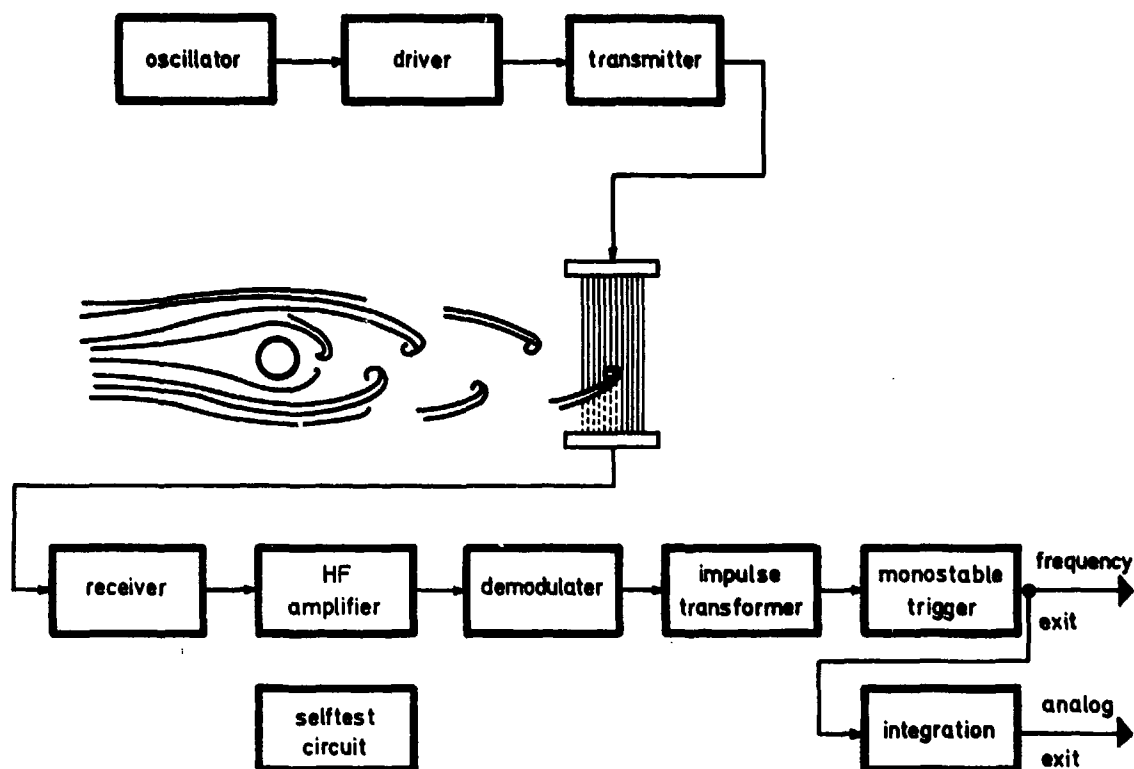 oscillator
driver
transmitter
receiver
HF
amplifier
demodulater
impulse
transformer
monostable
trigger
frequency
exit
selftest
circuit
integration
analog
exit